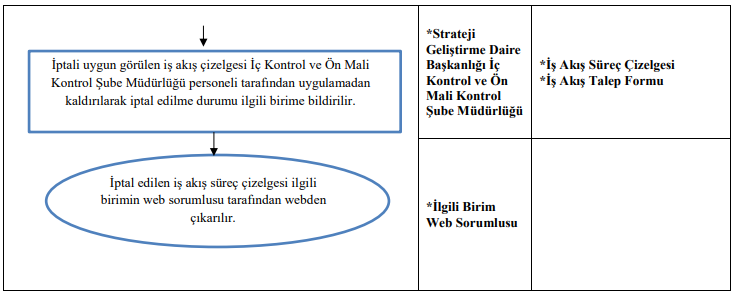 İptali uygun görülen iş akış çizelgesi İç Kontrol ve Ön Mali
Kontrol Şube Müdürlüğü personeli tarafından uygulamadan
kaldırılarak iptal edilme durumu ilgili birime bildirilir.
*Strateji
Geliştirme Daire
Başkanlığı İç
Kontrol ve Ön
Mali Kontrol
Şube Müdürlüğü
*İş Akış Süreç Çizelgesi
*İş Akış Talep Formu
İptal edilen iş akış süreç çizelgesi ilgili
birimin web sorumlusu tarafından webden
çıkarılır.
*İlgili Birim
Web Sorumlusu